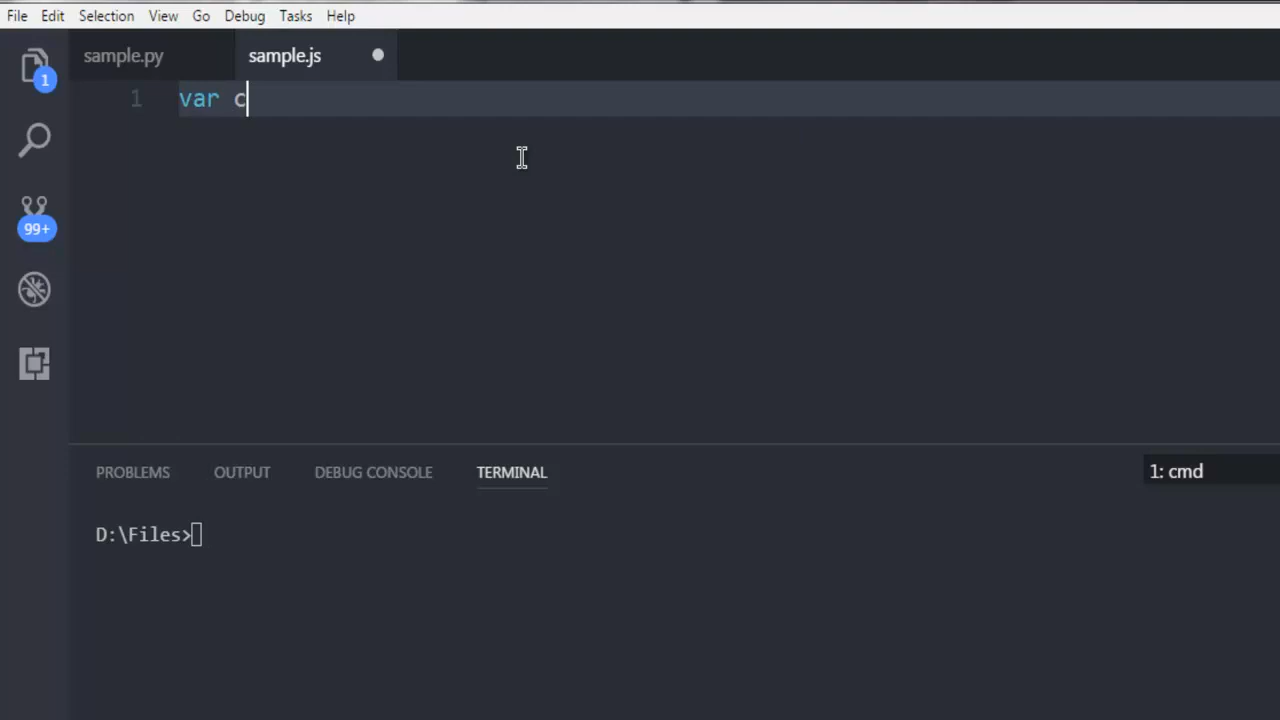 File Edit Selection View Go Debug Tasks Help
sample.py sample.js
1
1 var c
99+
PROBLEMS OUTPUT DEBUG CONSOLE TERMINAL 1: cmd
D:\Files>